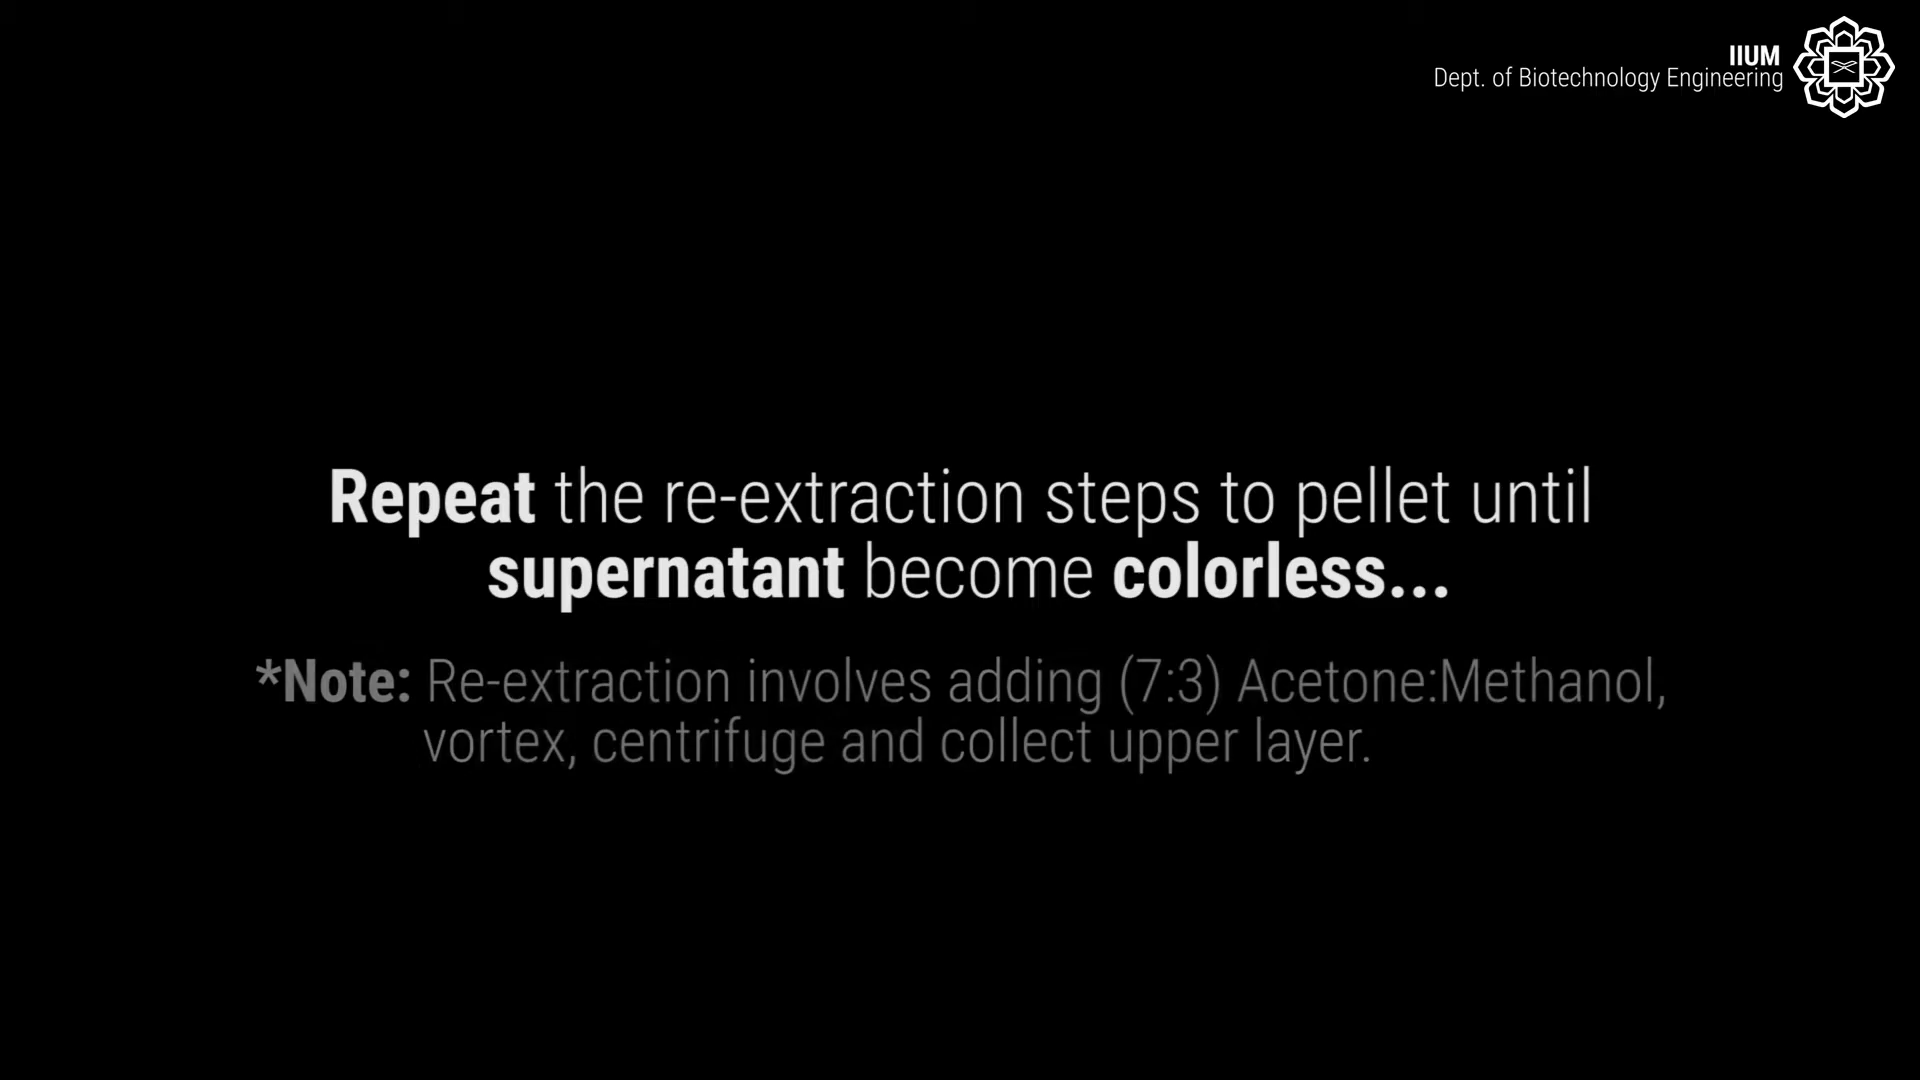 IIUM
Dept. of Biotechnology Engineering
Repeat the re-extraction steps to pellet until
supernatant become colorless...
*Note: Re-extraction involves adding (7:3) Acetone:Methanol,
vortex, centrifuge and collect upper layer.